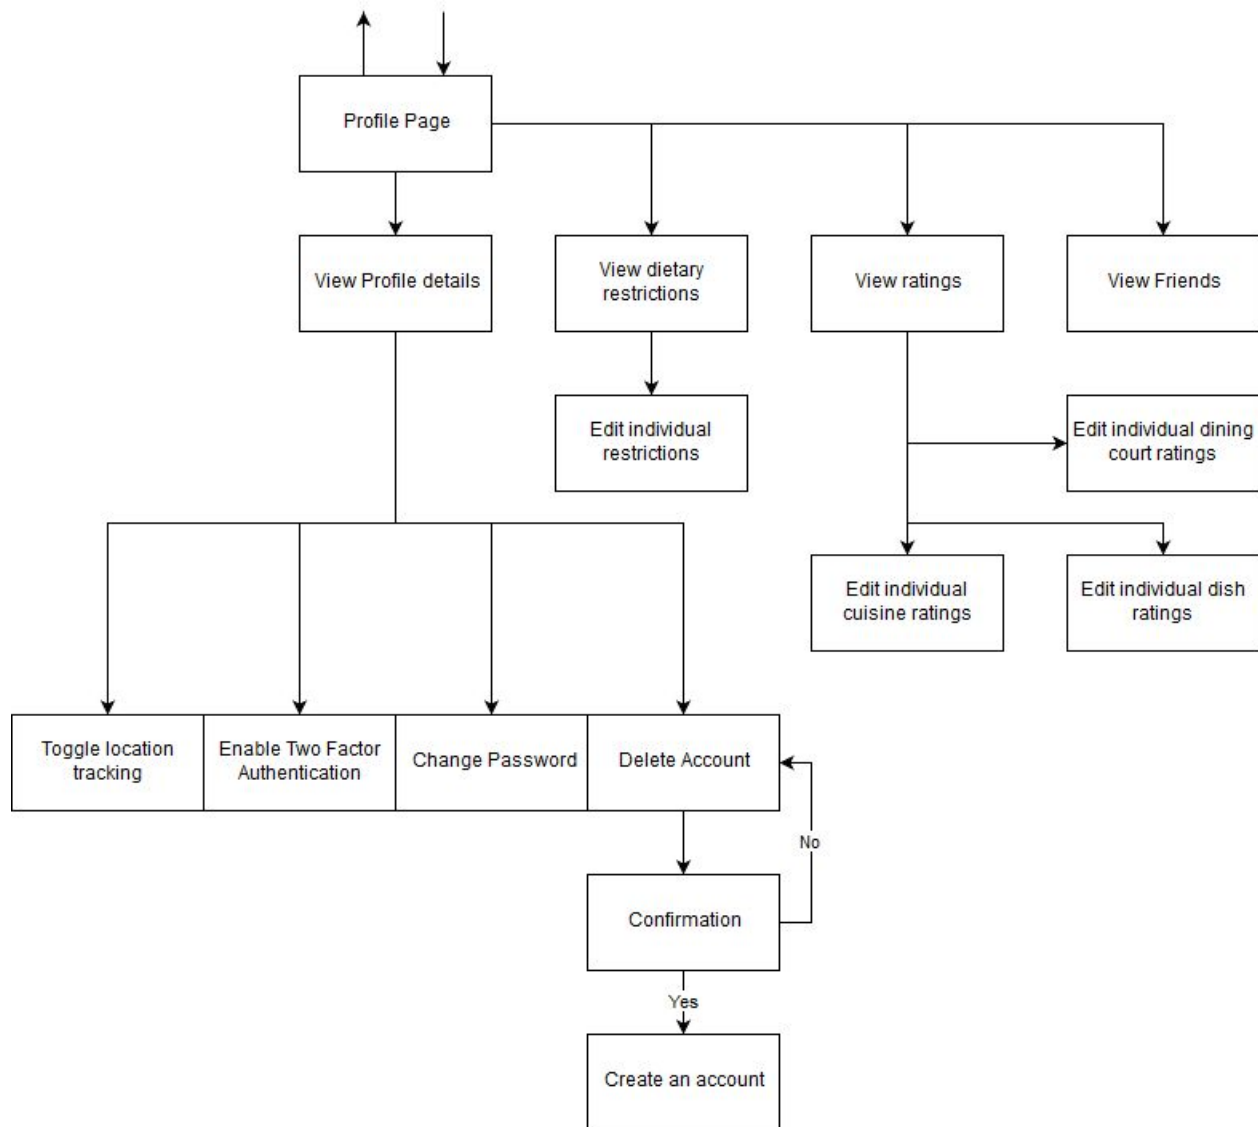 Profile Page
View Profile details
View dietary
restrictions
View ratings
View Friends
Edit individual
restrictions
Edit individual dining
court ratings
Edit individual
cuisine ratings
Edit individual dish
ratings
Toggle location
tracking
Enable Two Factor
Authentication
Change Password
Delete Account
No
Confirmation
Yes
Create an account